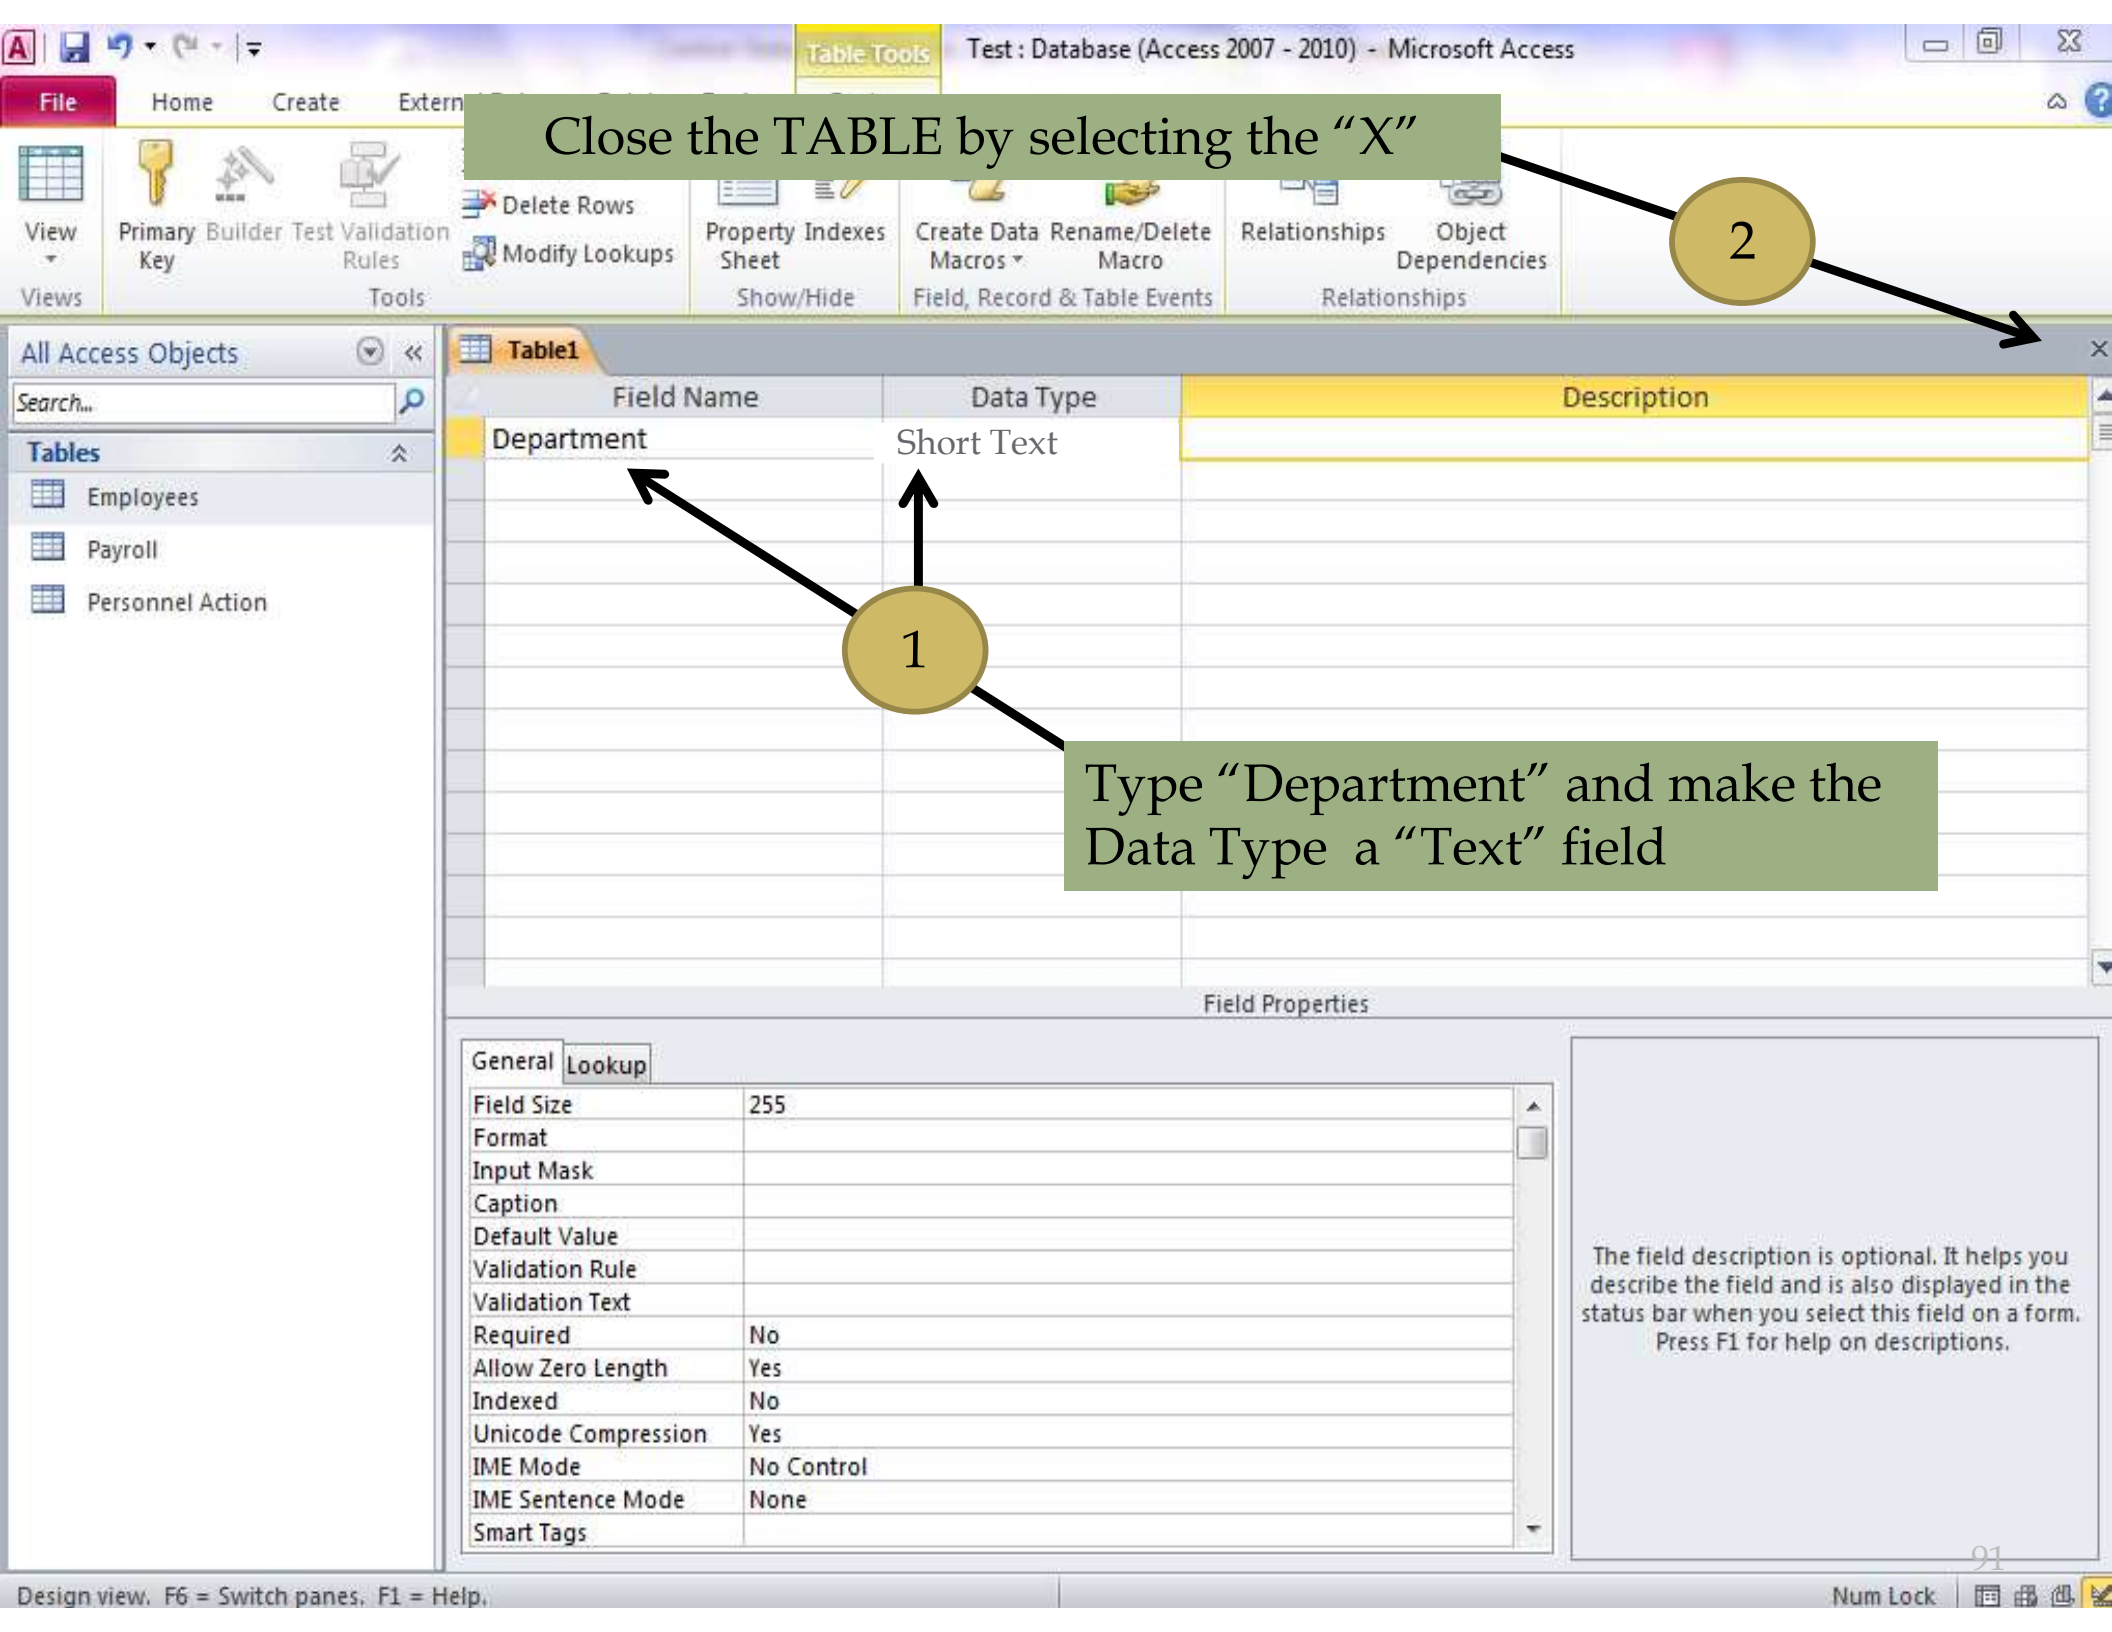 Table Tools
Test : Database (Access 2007 - 2010) - Microsoft Access
File Home Create
Close the TABLE by selecting the “X”
2
View
Views
Primary Key
Builder
Test Validation Rules
Tools
Delete Rows
Modify Lookups
Property Sheet
Indexes
Show/Hide
Create Data Macros
Rename/Delete Macro
Field, Record & Table Events
Relationships
Object Dependencies
Relationships
All Access Objects
Search...
Tables
Employees
Payroll
Personnel Action
Table1
Field Name Data Type Description
Department Short Text
1
Type “Department” and make the
Data Type a “Text” field
Field Properties
General Lookup
Field Size 255
Format
Input Mask
Caption
Default Value
Validation Rule
Validation Text
Required No
Allow Zero Length Yes
Indexed No
Unicode Compression Yes
IME Mode No Control
IME Sentence Mode None
Smart Tags
The field description is optional. It helps you
describe the field and is also displayed in the
status bar when you select this field on a form.
Press F1 for help on descriptions.
91
Design view. F6 = Switch panes. F1 = Help.
Num Lock